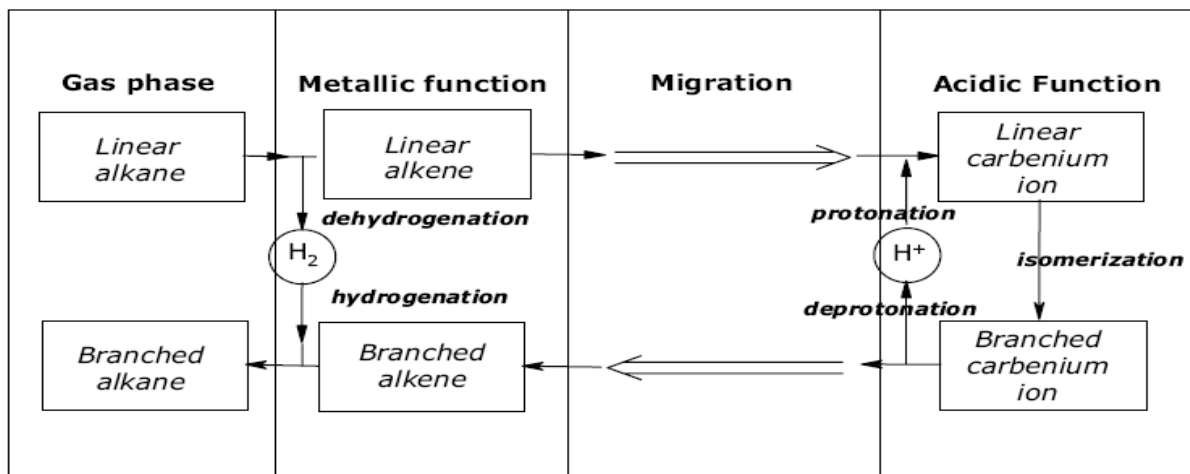 Gas phase
Metallic function
Migration
Acidic Function
Linear
alkane
Linear
alkene
Linear
carbenium
ion
dehydrogenation
protonation
H₂
H⁺
isomerization
hydrogenation
deprotonation
Branched
alkane
Branched
alkene
Branched
carbenium
ion